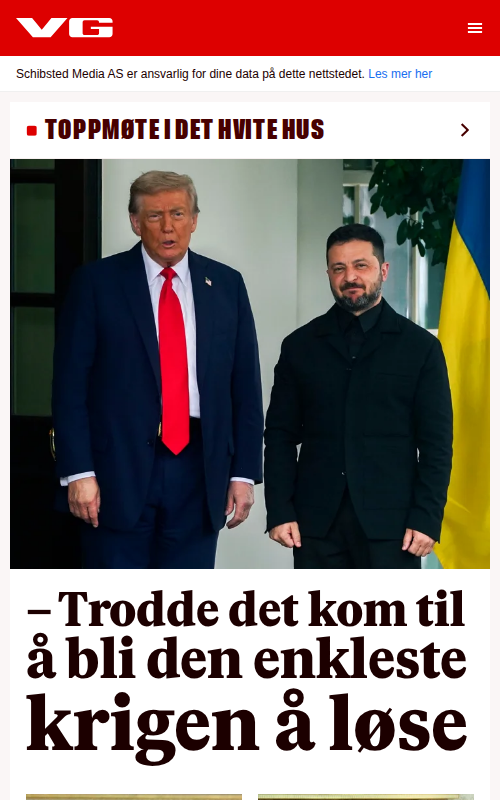 VG
Schibsted Media AS er ansvarlig for dine data på dette nettstedet. Les mer her
TOPPMØTE I DET HVITE HUS
– Trodde det kom til
å bli den enkleste
krigen å løse